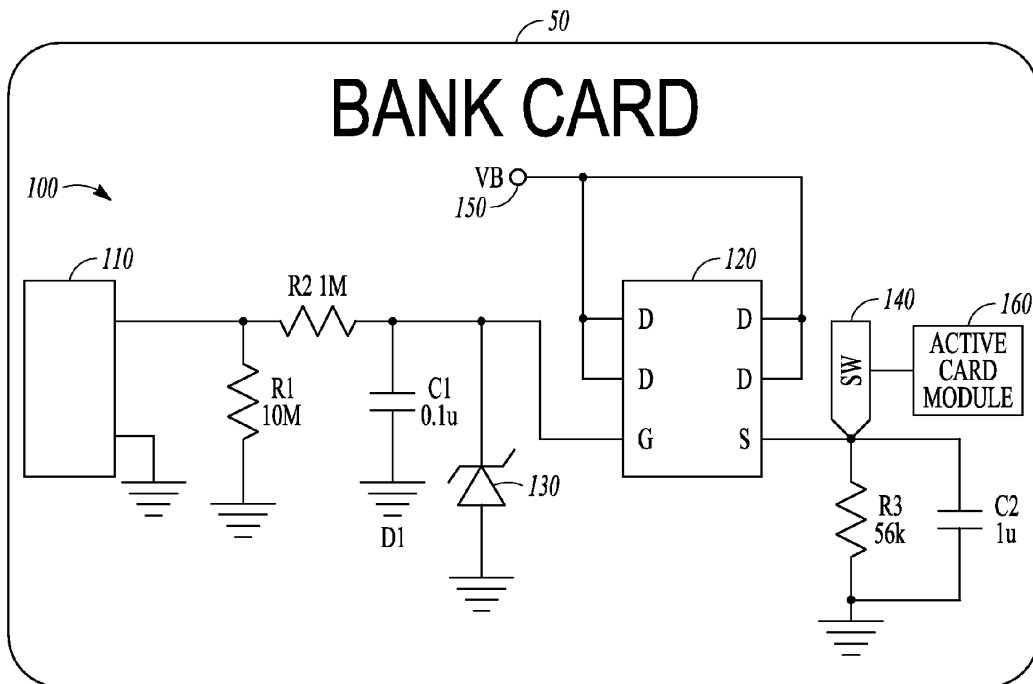 50
BANK CARD
100
VB
150
110
R2 1M
120
140
160
D
D
SW
ACTIVE
CARD
MODULE
R1
10M
C1
0.1u
D
D
G
S
130
D1
R3
56k
C2
1u